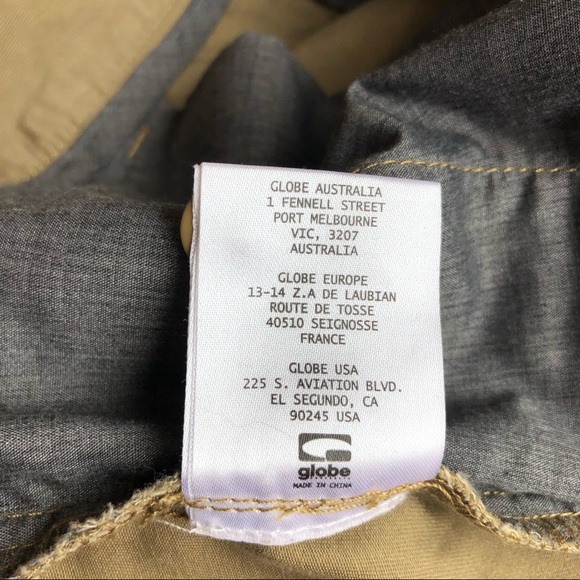 GLOBE AUSTRALIA
1 FENNELL STREET
PORT MELBOURNE
VIC, 3207
AUSTRALIA
GLOBE EUROPE
13-14 Z.A DE LAUBIAN
ROUTE DE TOSSE
40510 SEIGNOSSE
FRANCE
GLOBE USA
225 S. AVIATION BLVD.
EL SEGUNDO, CA
90245 USA
globe
MADE IN CHINA